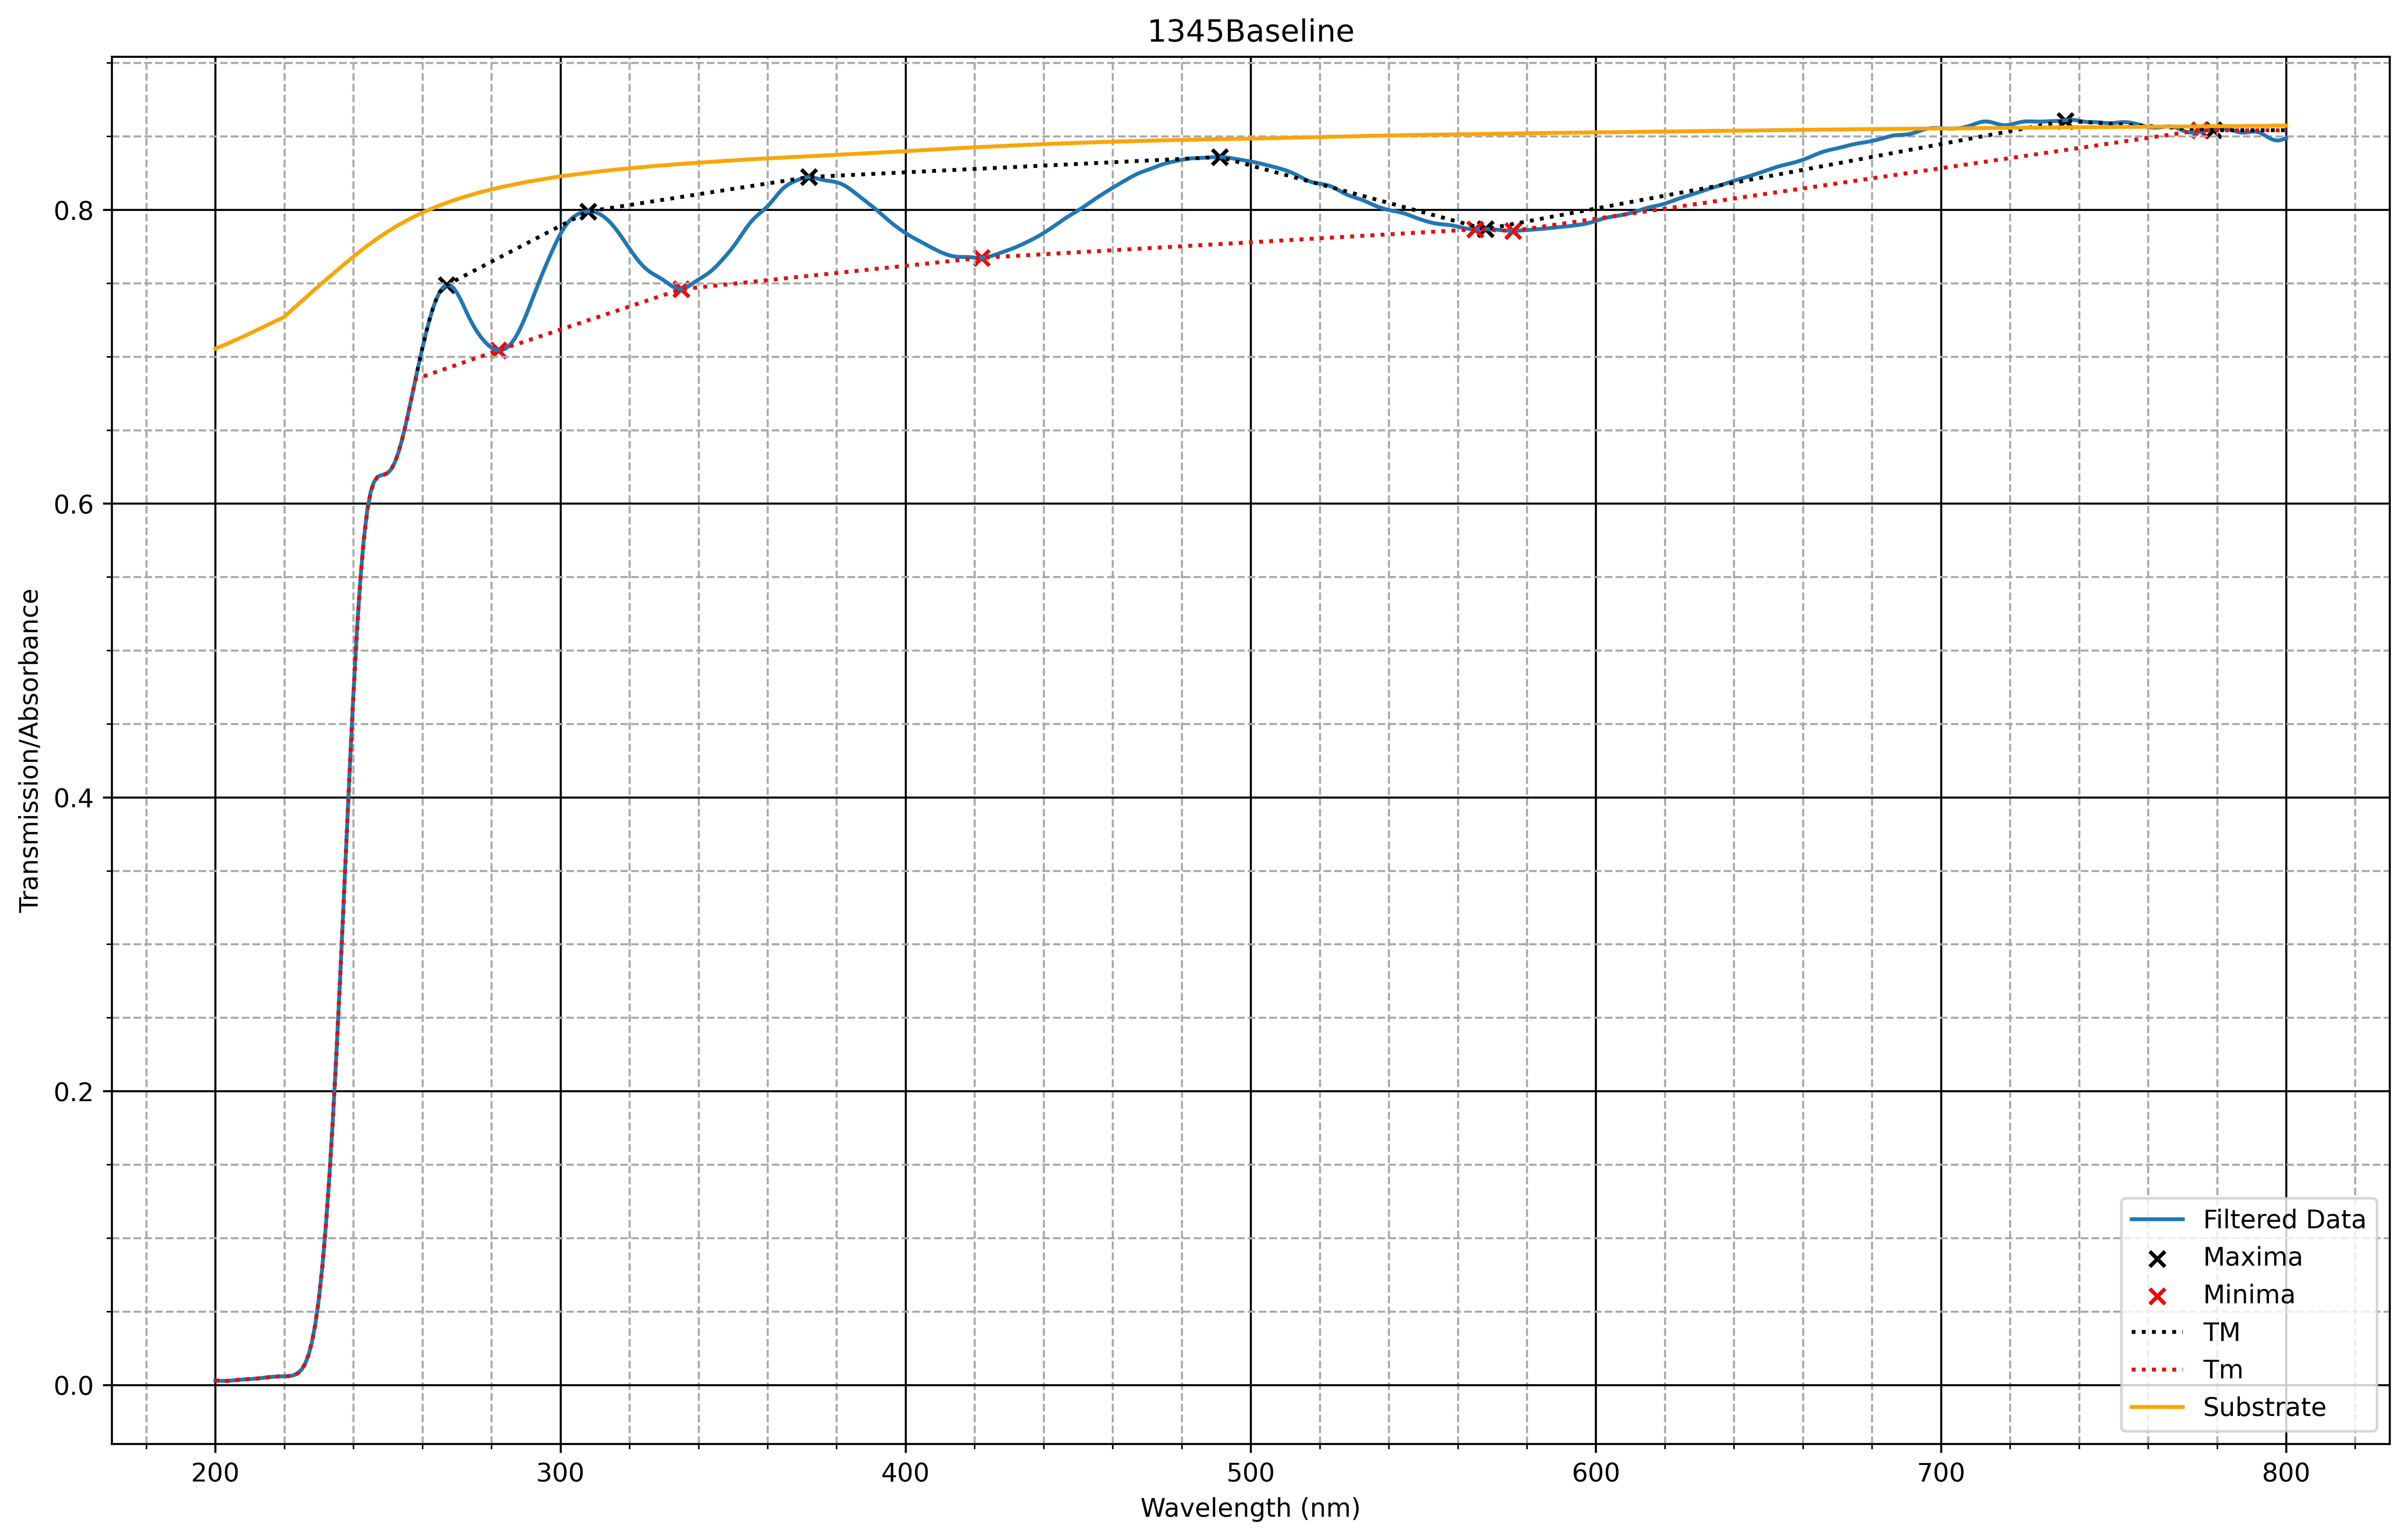 1345Baseline
Transmission/Absorbance
0.8
0.6
0.4
0.2
0.0
200 300 400 500 600 700 800
Wavelength (nm)
Filtered Data
Maxima
Minima
TM
Tm
Substrate